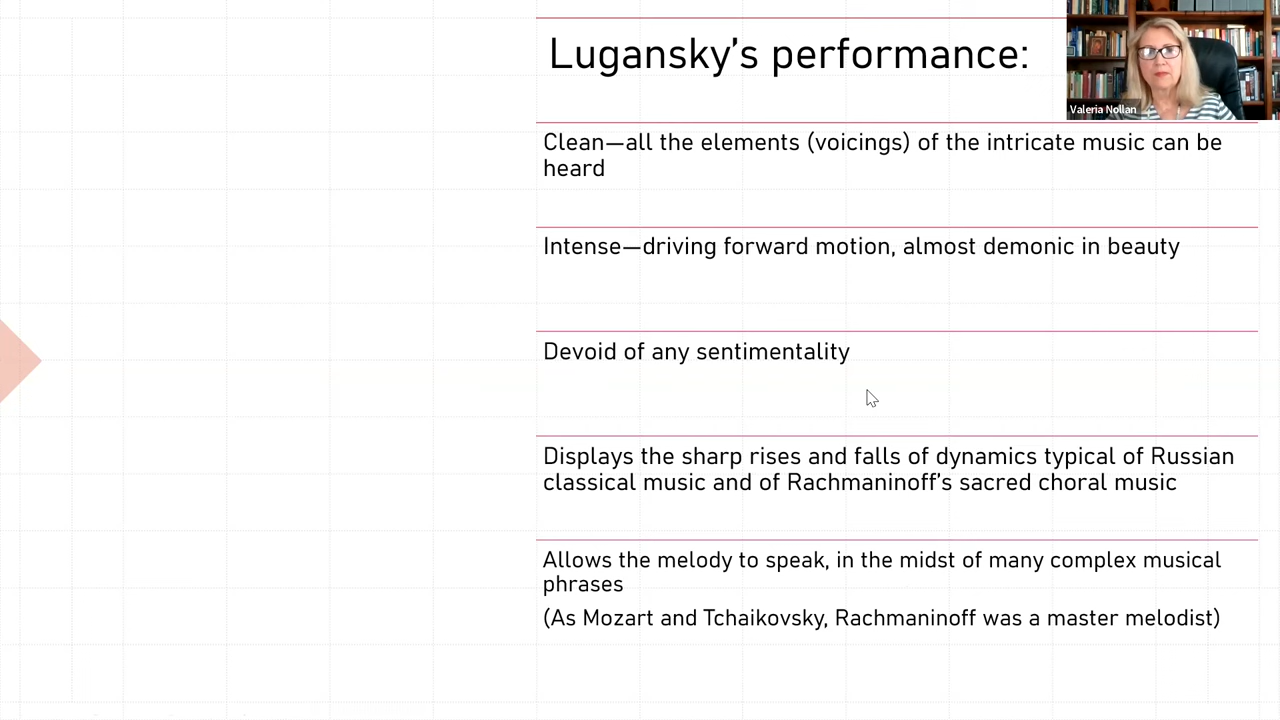 Lugansky’s performance:
Valeria Nollan
Clean—all the elements (voicings) of the intricate music can be
heard
Intense—driving forward motion, almost demonic in beauty
Devoid of any sentimentality
Displays the sharp rises and falls of dynamics typical of Russian
classical music and of Rachmaninoff’s sacred choral music
Allows the melody to speak, in the midst of many complex musical
phrases
(As Mozart and Tchaikovsky, Rachmaninoff was a master melodist)